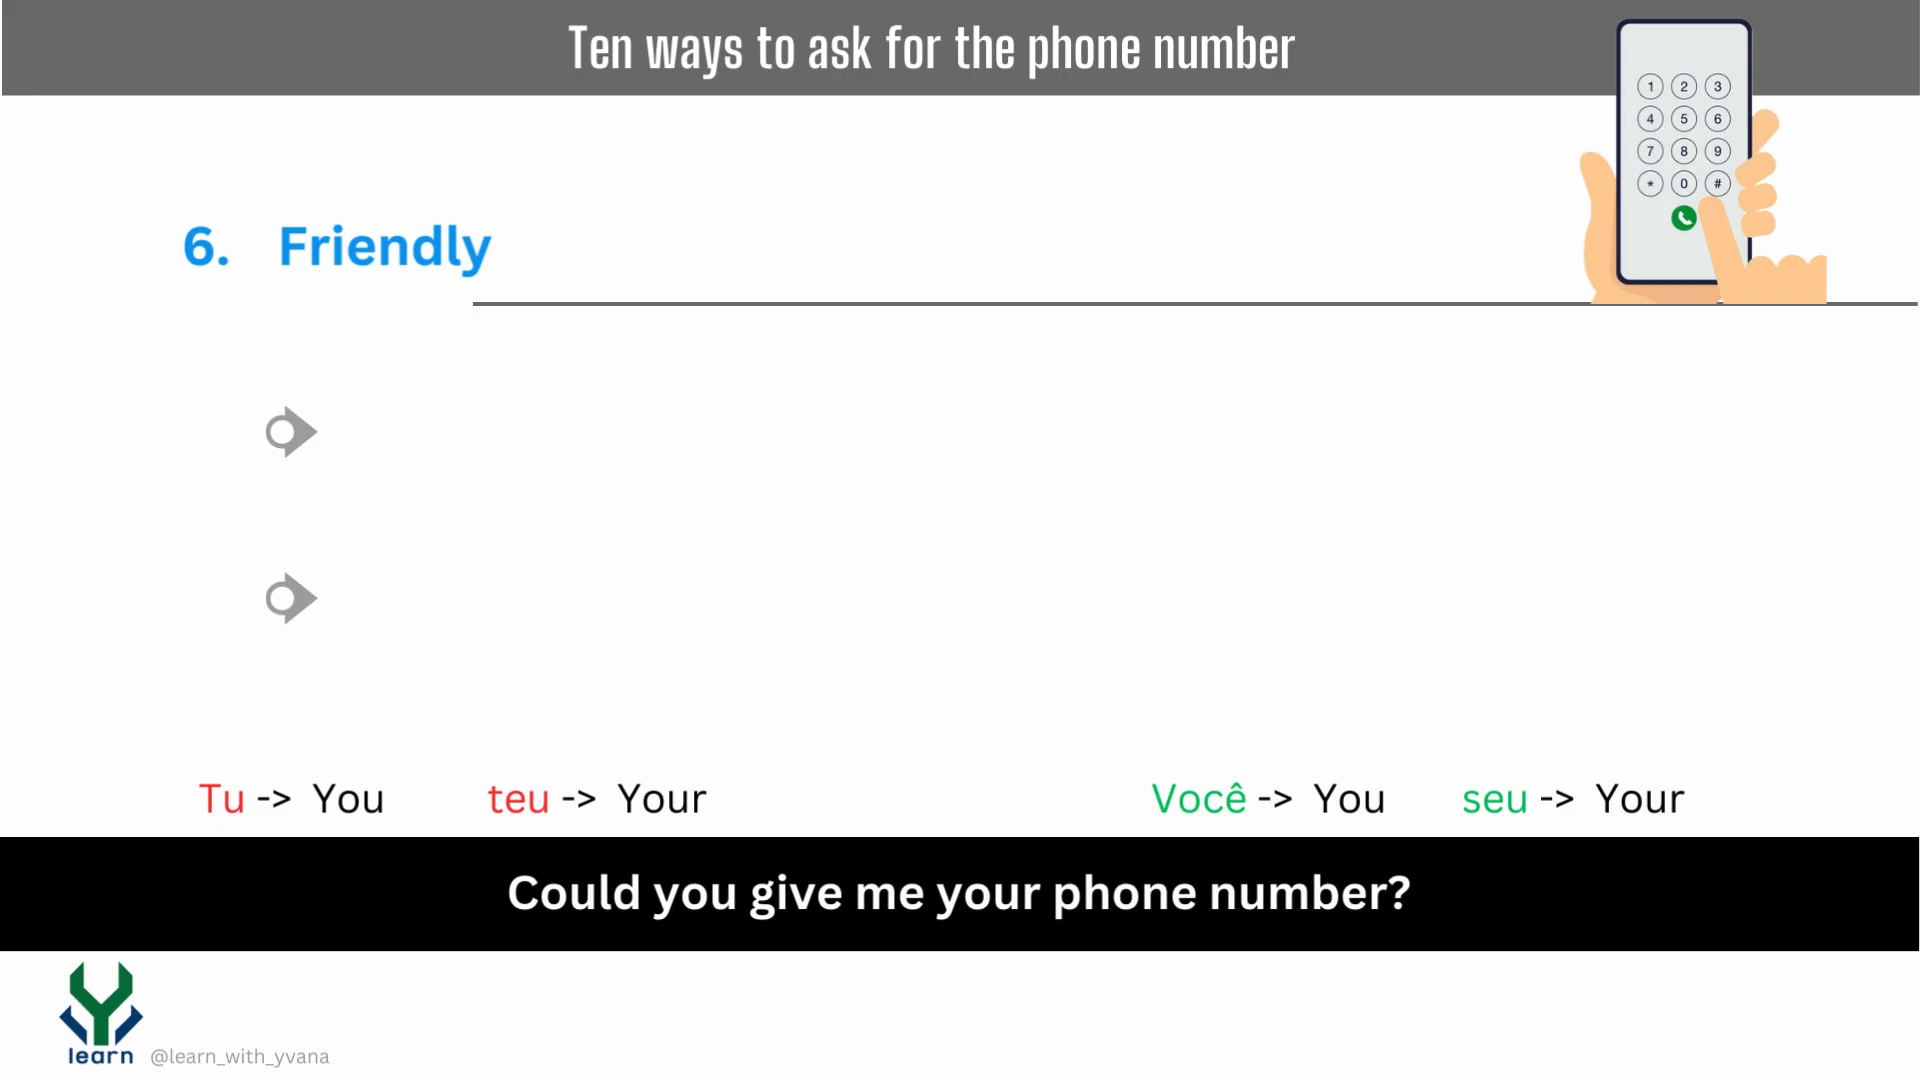 Ten ways to ask for the phone number
1 2 3
4 5 6
7 8 9
* 0 #
6. Friendly
Tu -> You teu -> Your Você -> You seu -> Your
Could you give me your phone number?
learn @learn_with_yvana